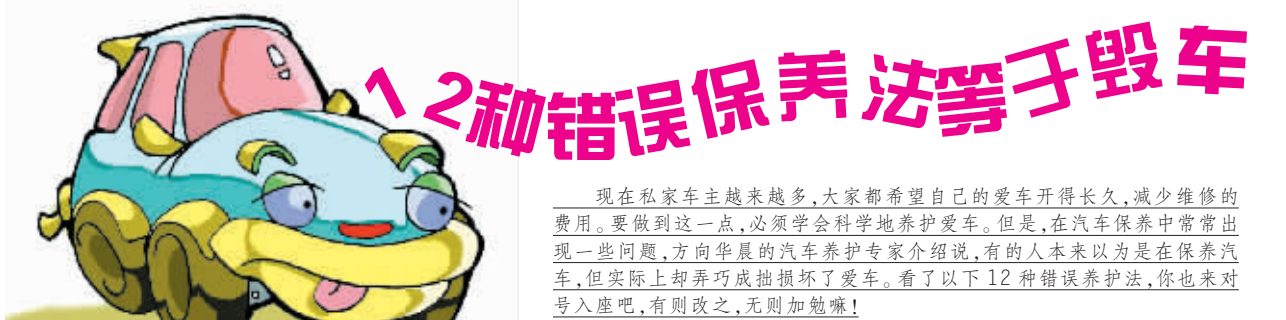 12种错误保养法等于毁车
现在私家车主越来越多,大家都希望自己的爱车开得长久,减少维修的
费用。要做到这一点,必须学会科学地养护爱车。但是,在汽车保养中常常出
现一些问题,方向华晨的汽车养护专家介绍说,有的人本来以为是在保养汽
车,但实际上却弄巧成拙损坏了爱车。看了以下12种错误养护法,你也来对
号入座吧,有则改之,无则加勉嘛!